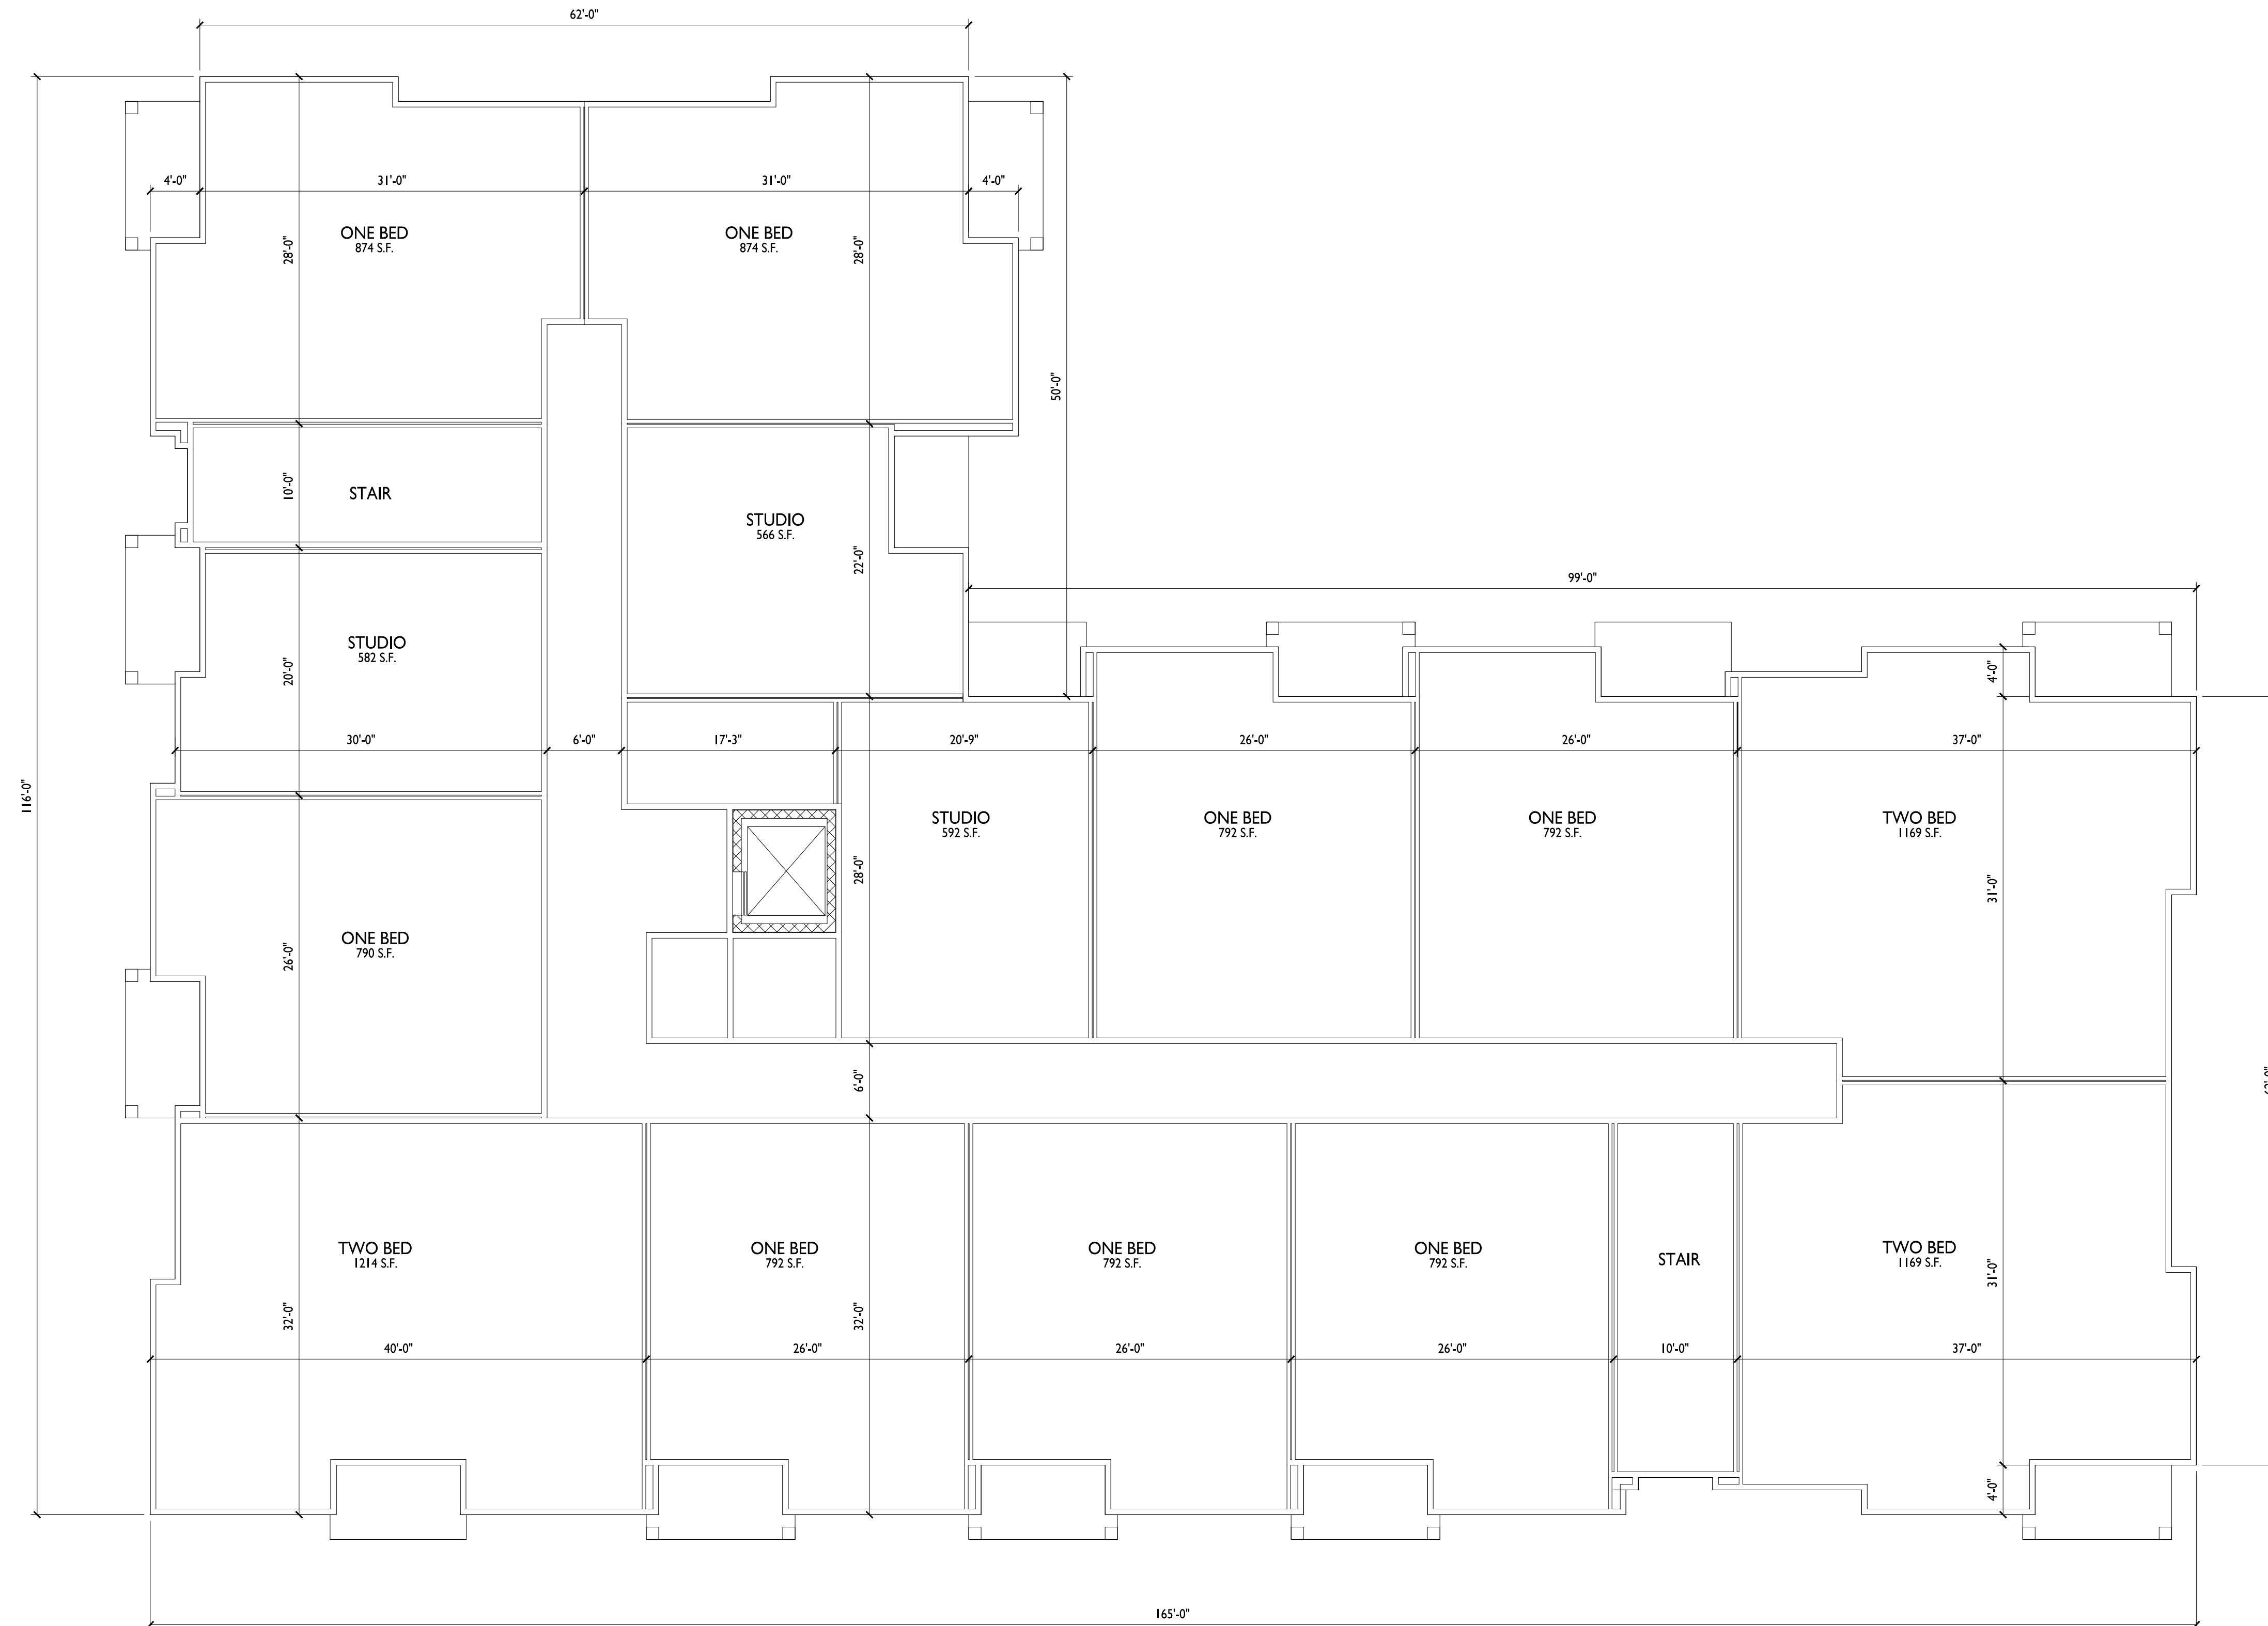 62'-0"
4'-0"
31'-0"
31'-0"
4'-0"
ONE BED
874 S.F.
ONE BED
874 S.F.
28'-0"
28'-0"
50'-0"
STAIR
10'-0"
STUDIO
566 S.F.
22'-0"
99'-0"
STUDIO
582 S.F.
20'-0"
4'-0"
30'-0"
6'-0"
17'-3"
20'-9"
26'-0"
26'-0"
37'-0"
116'-0"
STUDIO
592 S.F.
ONE BED
792 S.F.
ONE BED
792 S.F.
TWO BED
1169 S.F.
28'-0"
31'-0"
ONE BED
790 S.F.
26'-0"
6'-0"
62'-0"
TWO BED
1214 S.F.
ONE BED
792 S.F.
ONE BED
792 S.F.
ONE BED
792 S.F.
STAIR
TWO BED
1169 S.F.
32'-0"
32'-0"
31'-0"
40'-0"
26'-0"
26'-0"
26'-0"
10'-0"
37'-0"
4'-0"
165'-0"